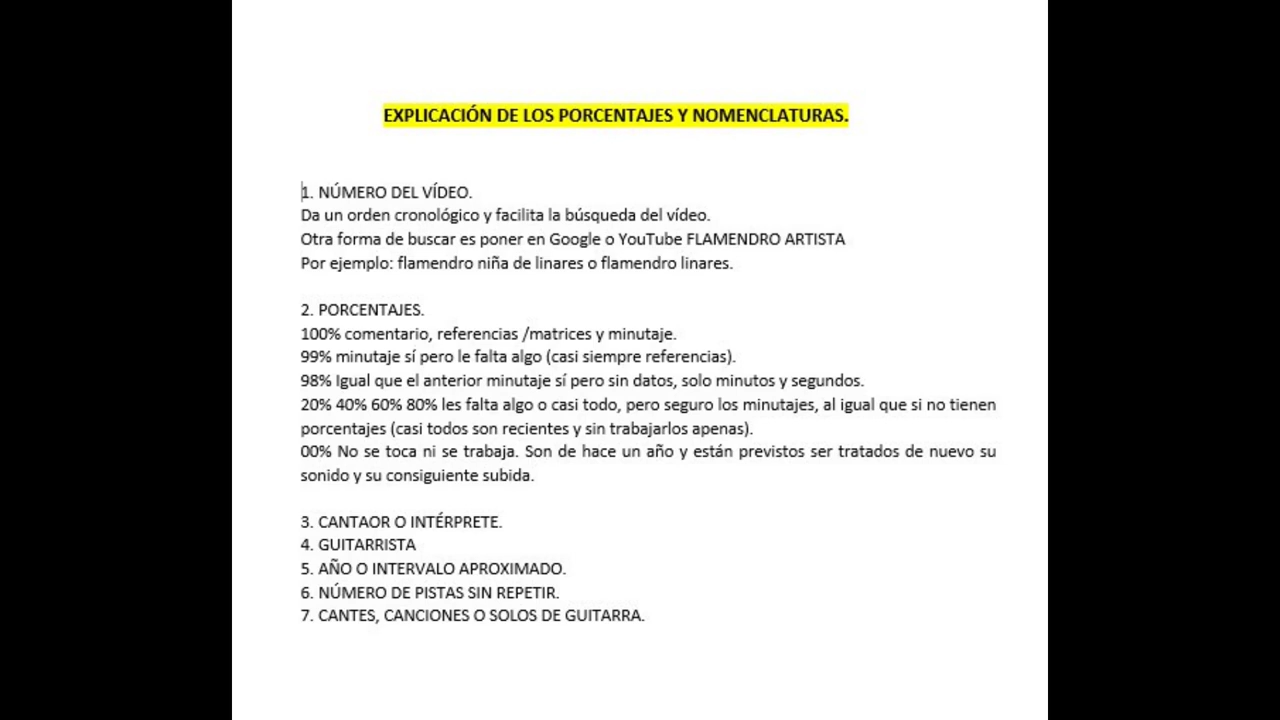 EXPLICACIÓN DE LOS PORCENTAJES Y NOMENCLATURAS.
1. NÚMERO DEL VÍDEO.
Da un orden cronológico y facilita la búsqueda del vídeo.
Otra forma de buscar es poner en Google o YouTube FLAMENDRO ARTISTA
Por ejemplo: flamendro niña de linares o flamendro linares.
2. PORCENTAJES.
100% comentario, referencias /matrices y minutaje.
99% minutaje sí pero le falta algo (casi siempre referencias).
98% Igual que el anterior minutaje sí pero sin datos, solo minutos y segundos.
20% 40% 60% 80% les falta algo o casi todo, pero seguro los minutajes, al igual que si no tienen
porcentajes (casi todos son recientes y sin trabajarlos apenas).
00% No se toca ni se trabaja. Son de hace un año y están previstos ser tratados de nuevo su
sonido y su consiguiente subida.
3. CANTAOR O INTÉRPRETE.
4. GUITARRISTA
5. AÑO O INTERVALO APROXIMADO.
6. NÚMERO DE PISTAS SIN REPETIR.
7. CANTES, CANCIONES O SOLOS DE GUITARRA.